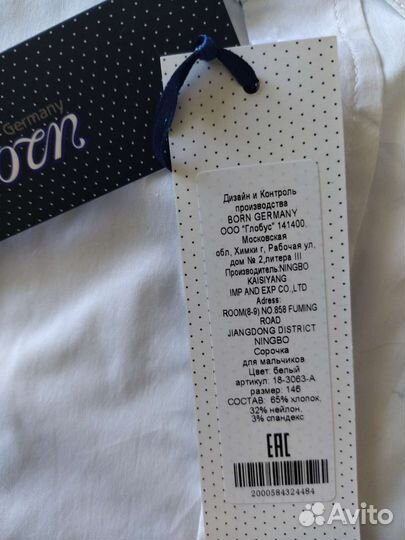 Germany
Born
Дизайн и Контроль
производства
BORN GERMANY
ООО "Глобус" 141400,
Московская
обл, Химки г, Рабочая ул,
дом № 2,литера III
Производитель:NINGBO
KAISIYANG
IMP AND EXP CO.,LTD
Adress:
ROOM(8-9) NO.858 FUMING
ROAD
JIANGDONG DISTRICT
NINGBO
Сорочка
для мальчиков
Цвет: белый
артикул: 18-3063-A
размер: 146
СОСТАВ: 65% хлопок,
32% нейлон,
3% спандекс
EAC
2000584324484
Avito